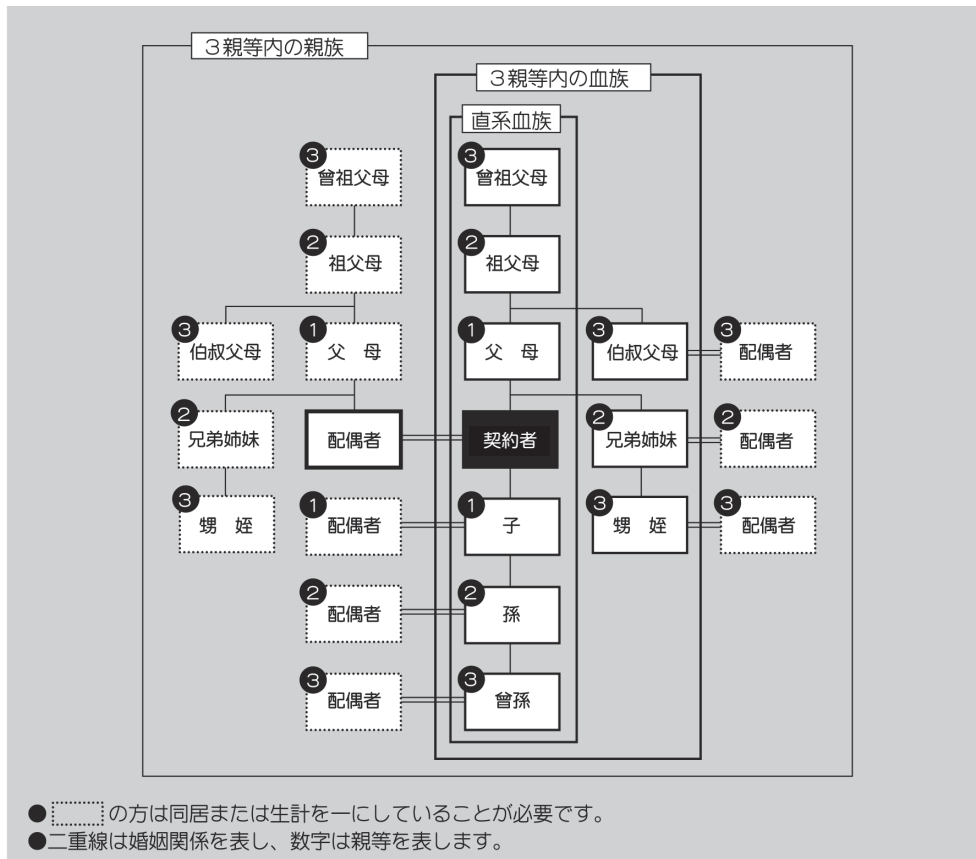 3親等内の親族
3親等内の血族
直系血族
3 曾祖父母
3 曾祖父母
2 祖父母
2 祖父母
3 伯叔父母
1 父 母
1 父 母
3 伯叔父母
3 配偶者
2 兄弟姉妹
配偶者
契約者
2 兄弟姉妹
2 配偶者
3 甥 姪
1 配偶者
1 子
3 甥 姪
3 配偶者
2 配偶者
2 孫
3 配偶者
3 曾孫
●の方は同居または生計を一にしていることが必要です。
●二重線は婚姻関係を表し、数字は親等を表します。